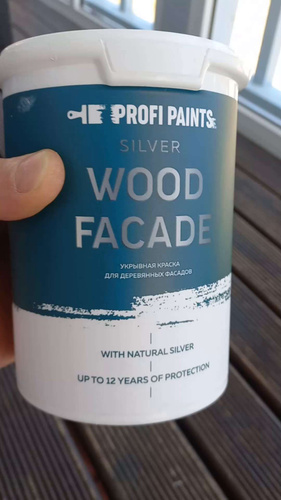 PROFI PAINTS
SILVER
WOOD
FACADE
УКРЫВНАЯ КРАСКА
ДЛЯ ДЕРЕВЯННЫХ ФАСАДОВ
WITH NATURAL SILVER
UP TO 12 YEARS OF PROTECTION